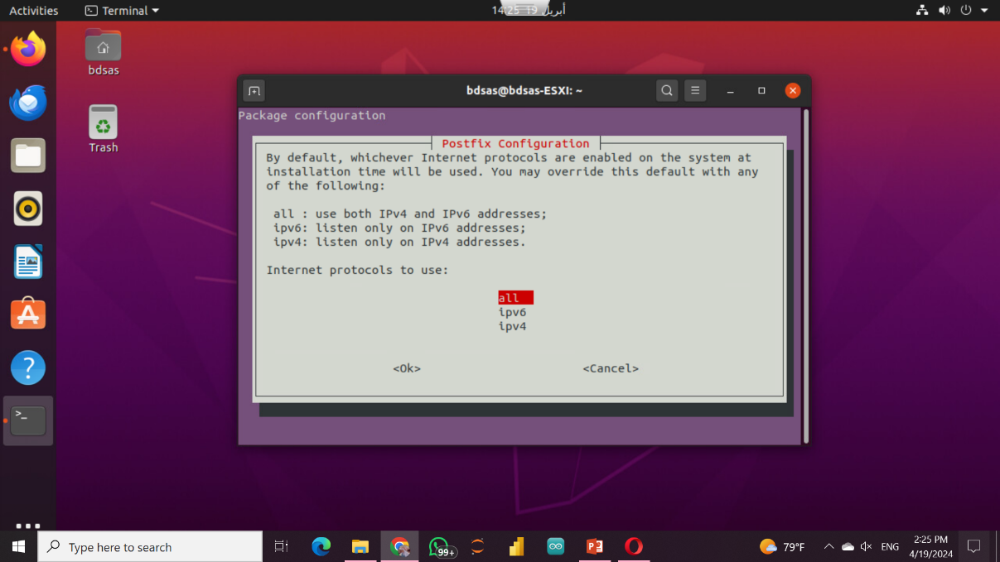 Activities
Terminal
أبريل 19 14:25
bdsas
Trash
bdsas@bdsas-ESXI: ~
Package configuration
Postfix Configuration
By default, whichever Internet protocols are enabled on the system at
installation time will be used. You may override this default with any
of the following:
all : use both IPv4 and IPv6 addresses;
ipv6: listen only on IPv6 addresses;
ipv4: listen only on IPv4 addresses.
Internet protocols to use:
all
ipv6
ipv4
<Ok> <Cancel>
Type here to search
99+
79°F
ENG
2:25 PM
4/19/2024